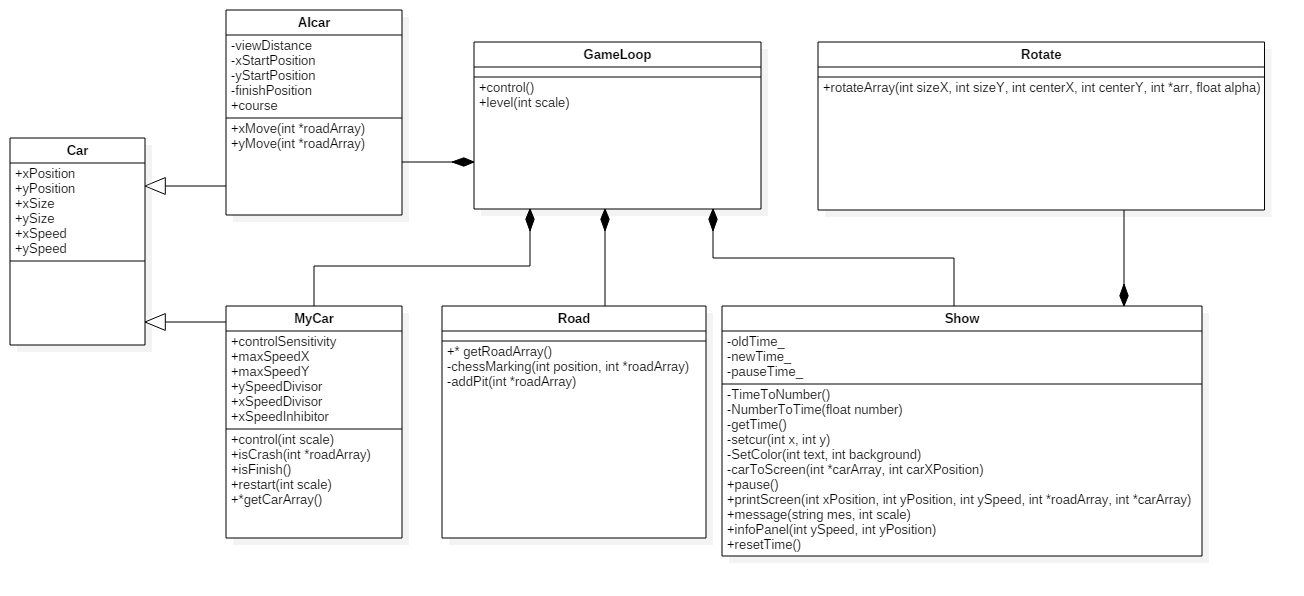 AIcar
-viewDistance
-xStartPosition
-yStartPosition
-finishPosition
+course
+xMove(int *roadArray)
+yMove(int *roadArray)
GameLoop
+control()
+level(int scale)
Rotate
+rotateArray(int sizeX, int sizeY, int centerX, int centerY, int *arr, float alpha)
Car
+xPosition
+yPosition
+xSize
+ySize
+xSpeed
+ySpeed
MyCar
+controlSensitivity
+maxSpeedX
+maxSpeedY
+ySpeedDivisor
+xSpeedDivisor
+xSpeedInhibitor
+control(int scale)
+isCrash(int *roadArray)
+isFinish()
+restart(int scale)
+*getCarArray()
Road
+* getRoadArray()
-chessMarking(int position, int *roadArray)
-addPit(int *roadArray)
Show
-oldTime_
-newTime_
-pauseTime_
-TimeToNumber()
-NumberToTime(float number)
-getTime()
-setcur(int x, int y)
-SetColor(int text, int background)
-carToScreen(int *carArray, int carXPosition)
+pause()
+printScreen(int xPosition, int yPosition, int ySpeed, int *roadArray, int *carArray)
+message(string mes, int scale)
+infoPanel(int ySpeed, int yPosition)
+resetTime()